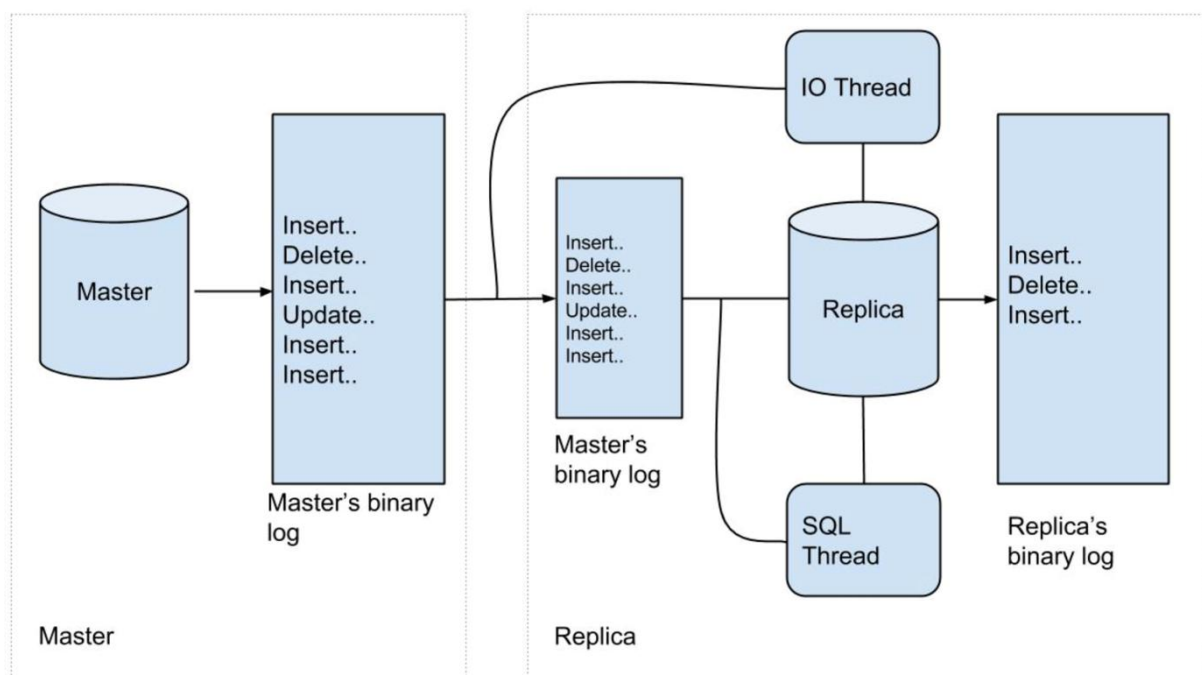 Master
Insert..
Delete..
Insert..
Update..
Insert..
Insert..
Master's binary
log
Master
IO Thread
Insert..
Delete..
Insert..
Update..
Insert..
Insert..
Master's
binary log
Replica
SQL
Thread
Insert..
Delete..
Insert..
Replica's
binary log
Replica